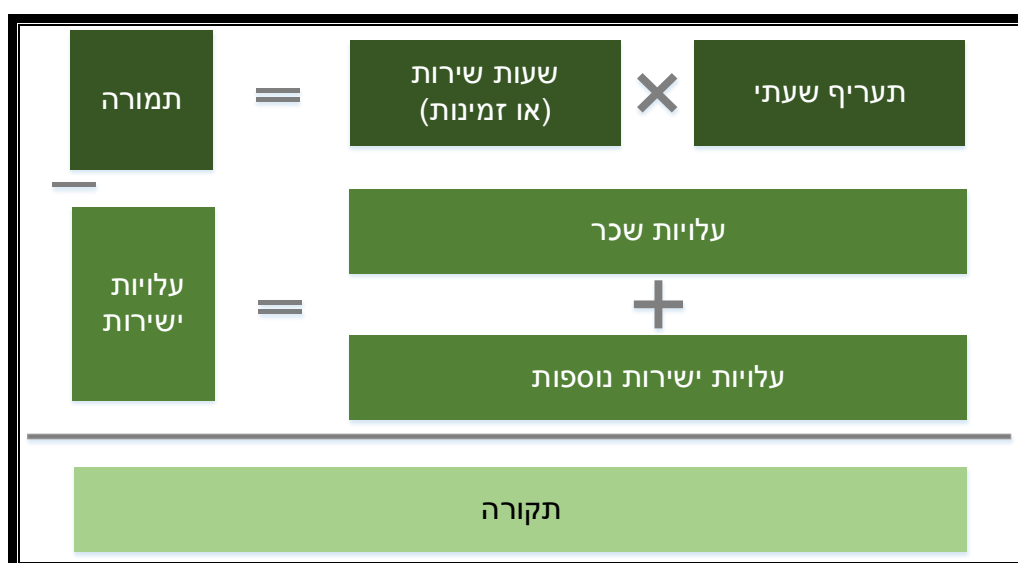 תעריף שעתי
שעות שירות
(או זמינות)
תמורה
עלויות שכר
עלויות
ישירות
עלויות ישירות נוספות
תקורה